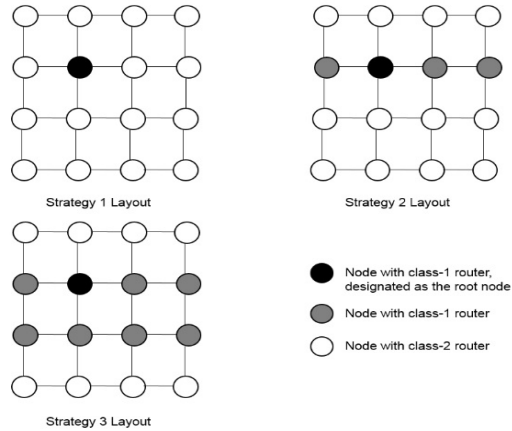 Strategy 1 Layout
Strategy 2 Layout
Node with class-1 router,
designated as the root node
Node with class-1 router
Node with class-2 router
Strategy 3 Layout